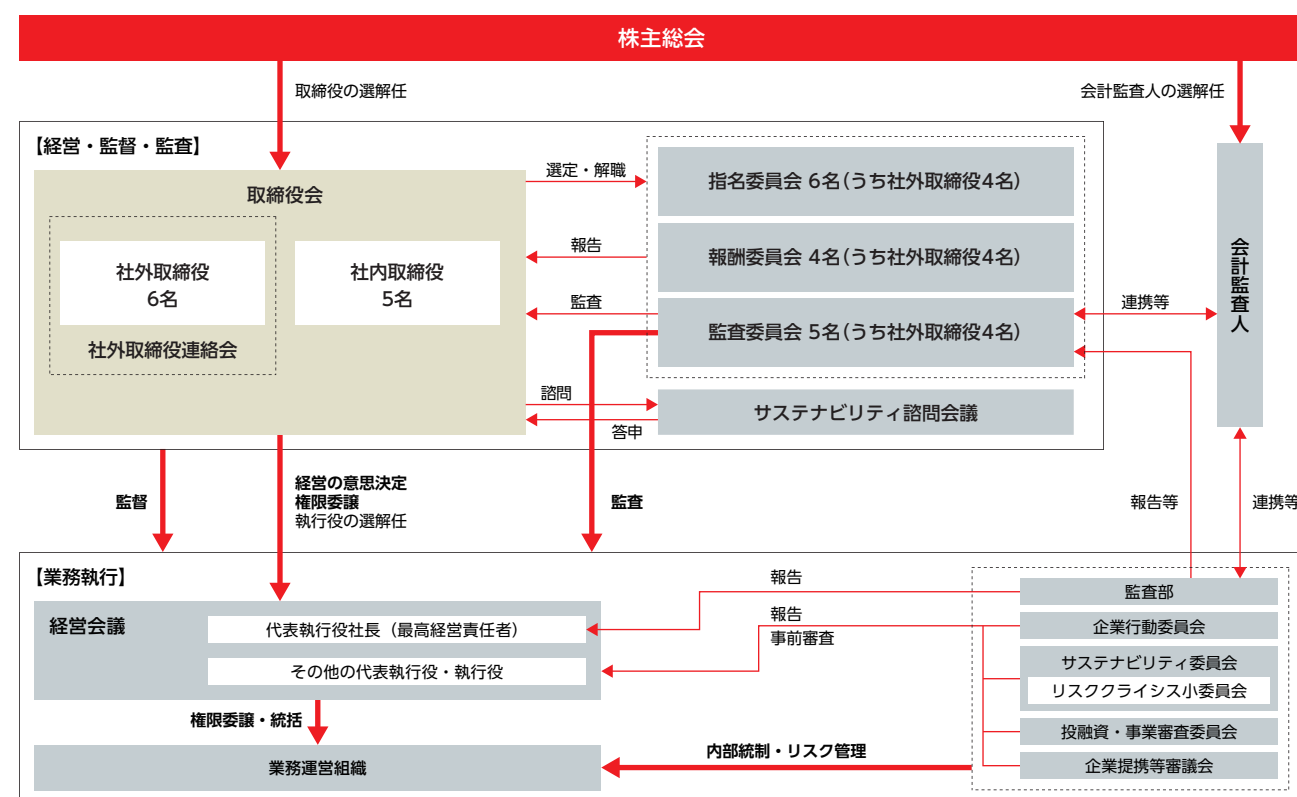 株主総会
取締役の選解任
会計監査人の選解任
【経営・監督・監査】
取締役会
社外取締役
6名
社内取締役
5名
社外取締役連絡会
選定・解職
報告
監査
諮問
答申
指名委員会 6名（うち社外取締役4名）
報酬委員会 4名（うち社外取締役4名）
監査委員会 5名（うち社外取締役4名）
サステナビリティ諮問会議
連携等
会計監査人
監督
経営の意思決定
権限委譲
執行役の選解任
監査
報告等
連携等
【業務執行】
経営会議
代表執行役社長（最高経営責任者）
その他の代表執行役・執行役
報告
報告
事前審査
監査部
企業行動委員会
サステナビリティ委員会
リスククライシス小委員会
投融資・事業審査委員会
企業提携等審議会
権限委譲・統括
内部統制・リスク管理
業務運営組織